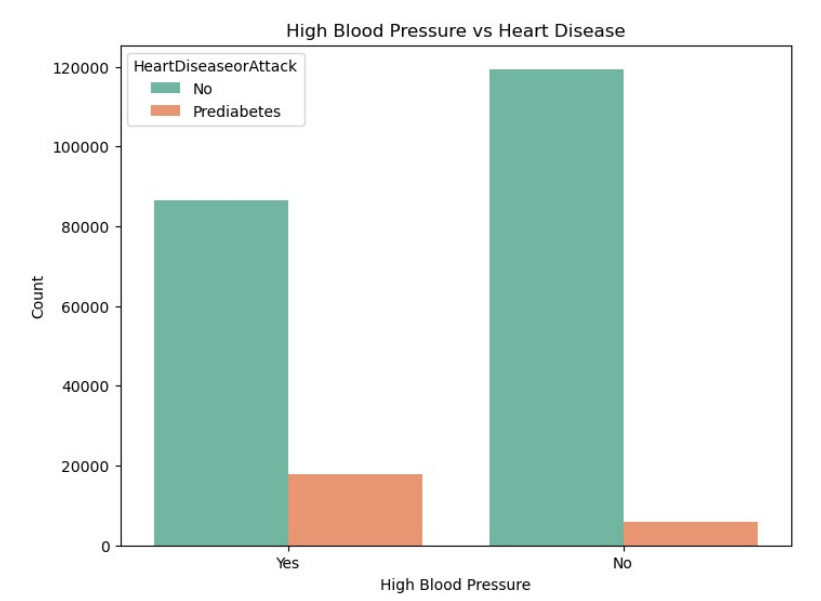 High Blood Pressure vs Heart Disease
HeartDiseaseorAttack
No
Prediabetes
120000
100000
80000
60000
40000
20000
0
Count
Yes
No
High Blood Pressure